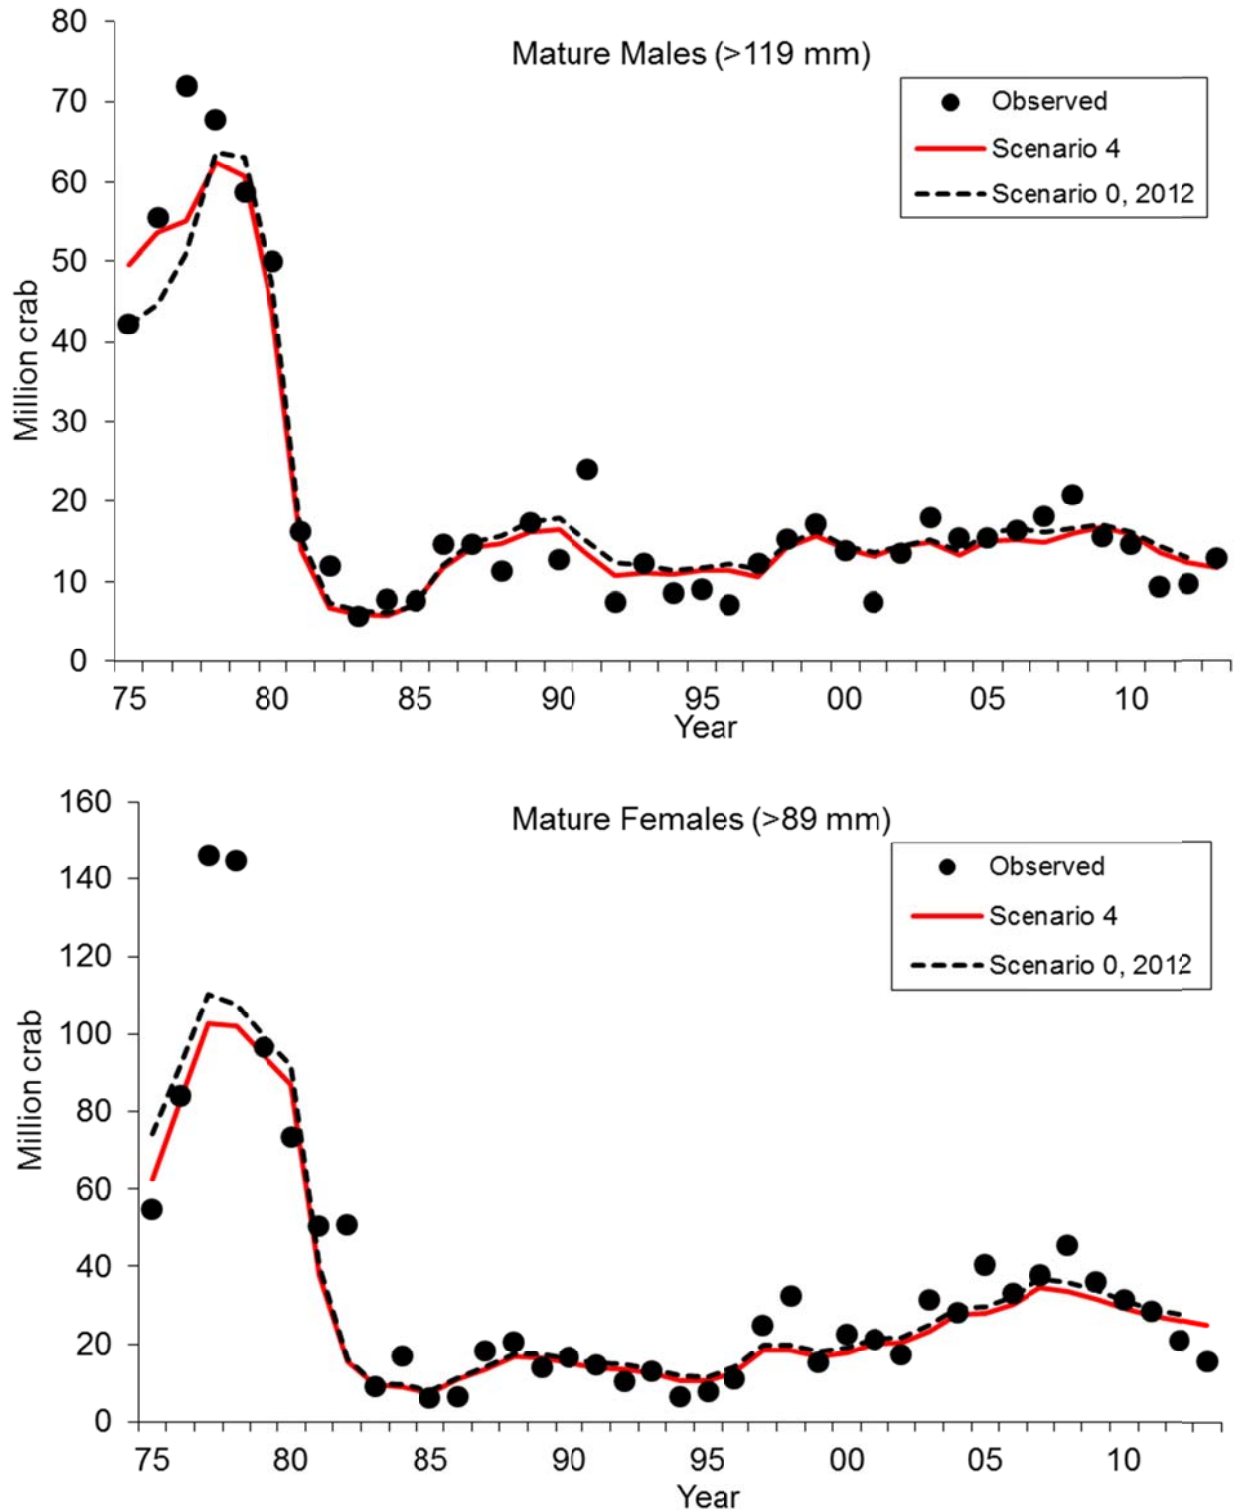 Mature Males (>119 mm)
Observed
Scenario 4
Scenario 0, 2012
80
70
60
50
40
30
20
10
0
Million crab
75 80 85 90 95 00 05 10
Year
Mature Females (>89 mm)
Observed
Scenario 4
Scenario 0, 2012
160
140
120
100
80
60
40
20
0
Million crab
75 80 85 90 95 00 05 10
Year